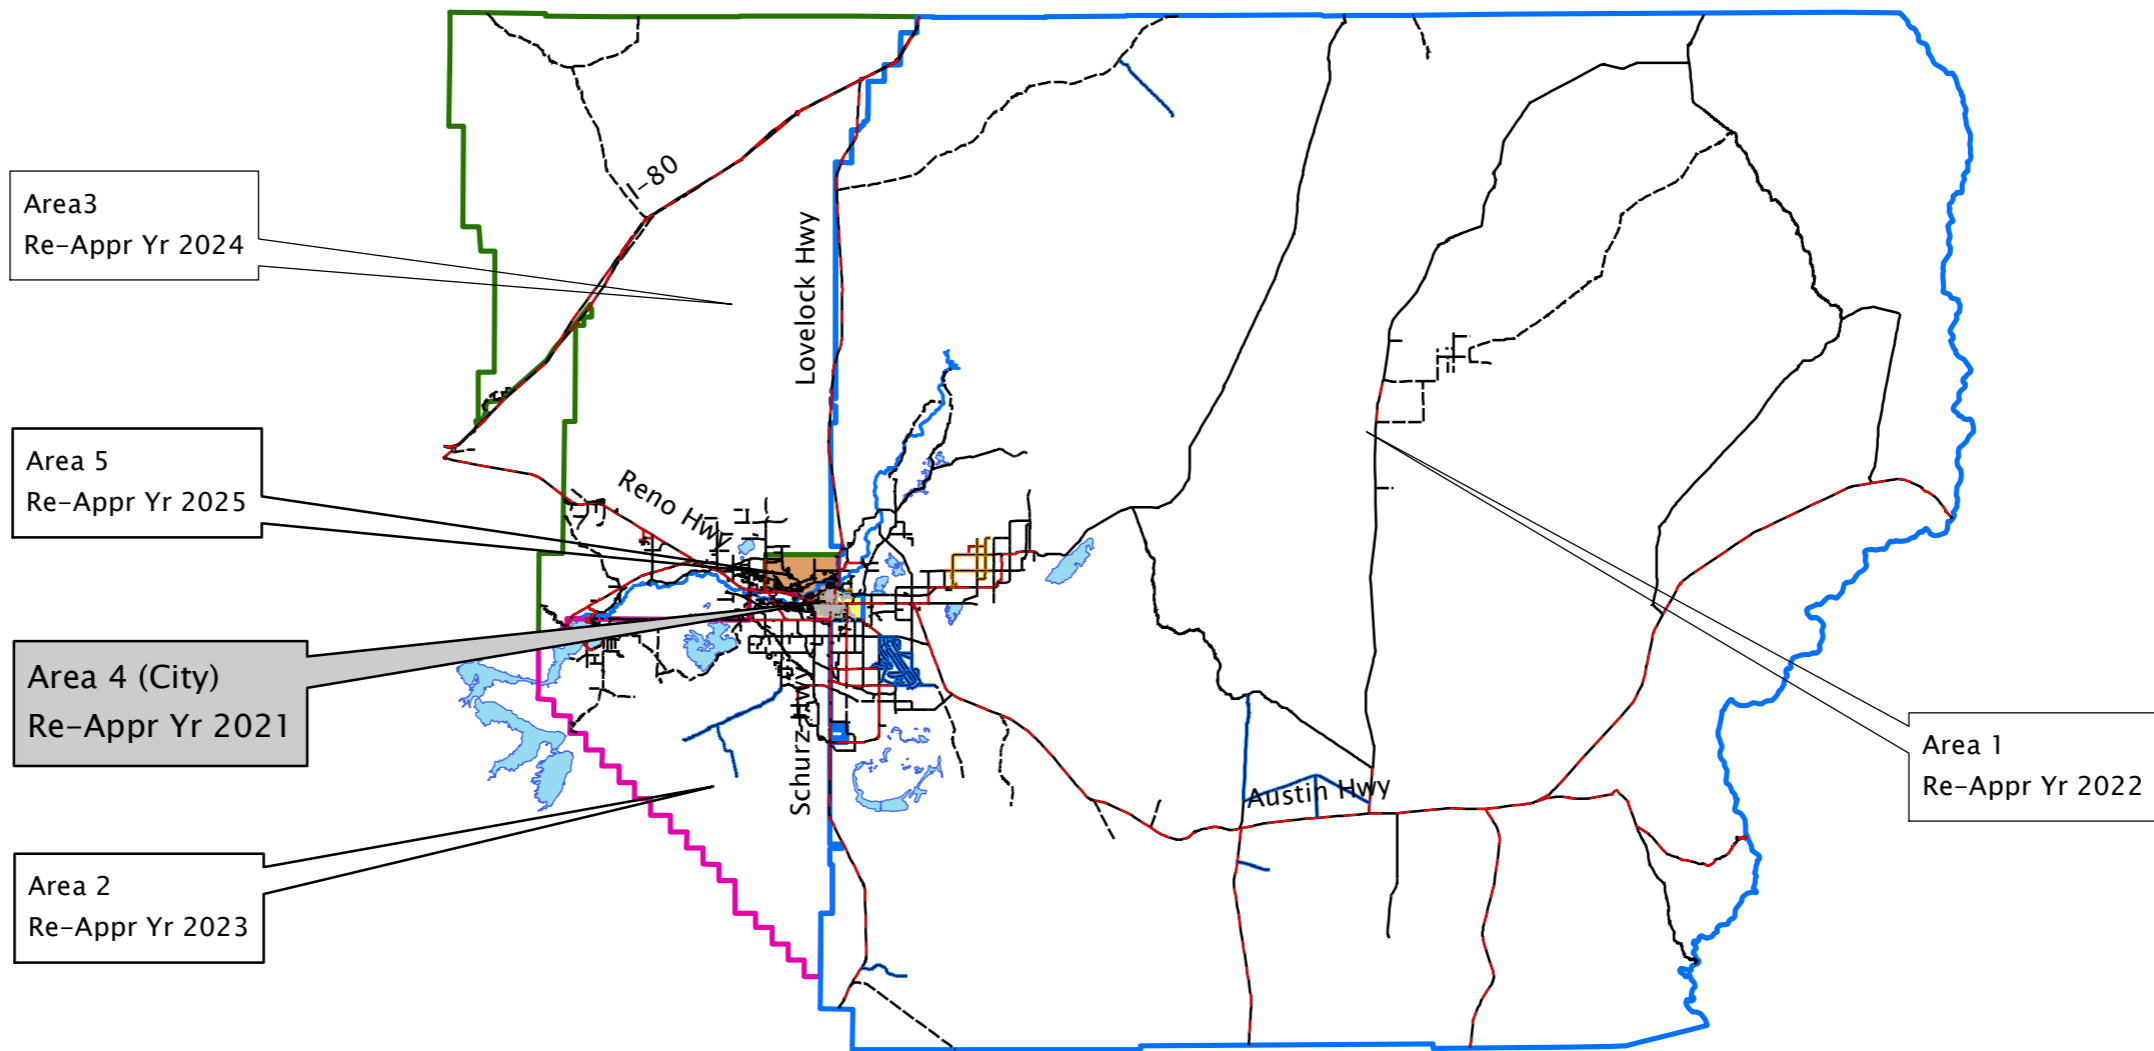 I-80
Area3
Re-Appr Yr 2024
Lovelock Hwy
Area 5
Re-Appr Yr 2025
Reno Hwy
Area 4 (City)
Re-Appr Yr 2021
Schurz Hwy
Austin Hwy
Area 1
Re-Appr Yr 2022
Area 2
Re-Appr Yr 2023